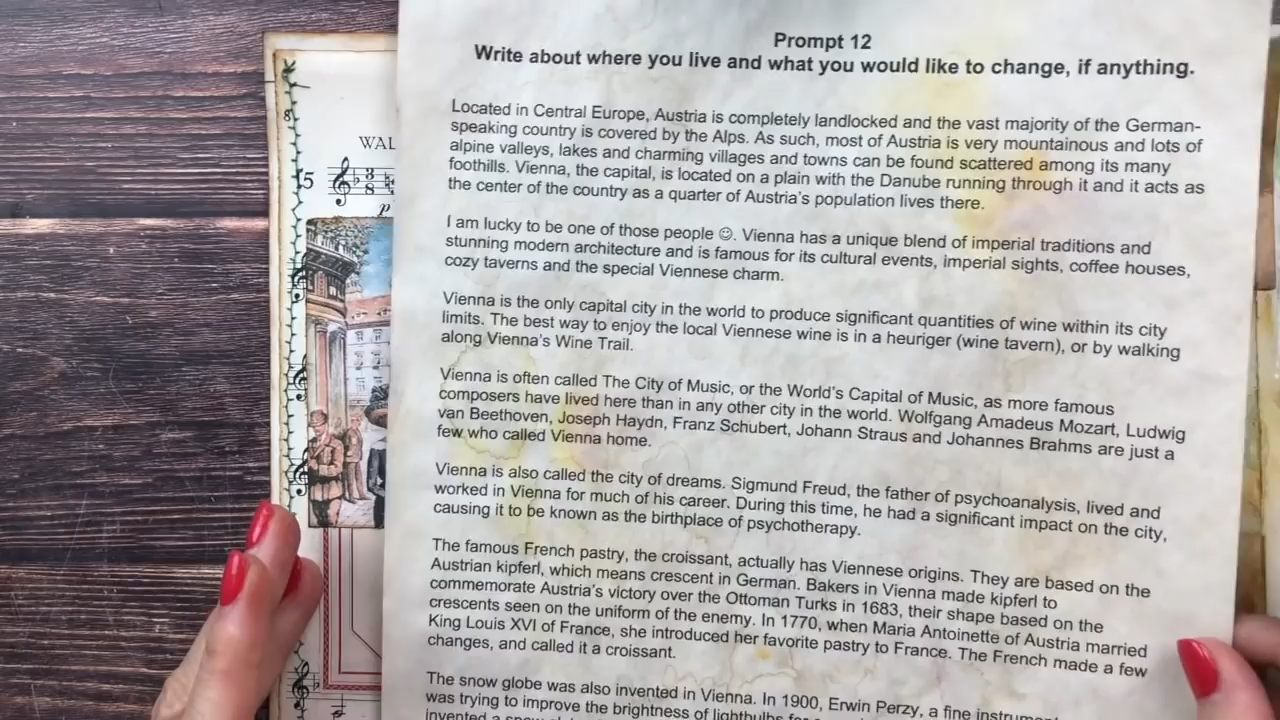 Prompt 12
Write about where you live and what you would like to change, if anything.
Located in Central Europe, Austria is completely landlocked and the vast majority of the German-
speaking country is covered by the Alps. As such, most of Austria is very mountainous and lots of
alpine valleys, lakes and charming villages and towns can be found scattered among its many
foothills. Vienna, the capital, is located on a plain with the Danube running through it and it acts as
the center of the country as a quarter of Austria's population lives there.
I am lucky to be one of those people ☺. Vienna has a unique blend of imperial traditions and
stunning modern architecture and is famous for its cultural events, imperial sights, coffee houses,
cozy taverns and the special Viennese charm.
Vienna is the only capital city in the world to produce significant quantities of wine within its city
limits. The best way to enjoy the local Viennese wine is in a heuriger (wine tavern), or by walking
along Vienna's Wine Trail.
Vienna is often called The City of Music, or the World's Capital of Music, as more famous
composers have lived here than in any other city in the world. Wolfgang Amadeus Mozart, Ludwig
van Beethoven, Joseph Haydn, Franz Schubert, Johann Straus and Johannes Brahms are just a
few who called Vienna home.
Vienna is also called the city of dreams. Sigmund Freud, the father of psychoanalysis, lived and
worked in Vienna for much of his career. During this time, he had a significant impact on the city,
causing it to be known as the birthplace of psychotherapy.
The famous French pastry, the croissant, actually has Viennese origins. They are based on the
Austrian kipferl, which means crescent in German. Bakers in Vienna made kipferl to
commemorate Austria's victory over the Ottoman Turks in 1683, their shape based on the
crescents seen on the uniform of the enemy. In 1770, when Maria Antoinette of Austria married
King Louis XVI of France, she introduced her favorite pastry to France. The French made a few
changes, and called it a croissant.
The snow globe was also invented in Vienna. In 1900, Erwin Perzy, a fine
was trying to improve the brightness of lightbulbs
invented a
8
WAL
15
3
8
p